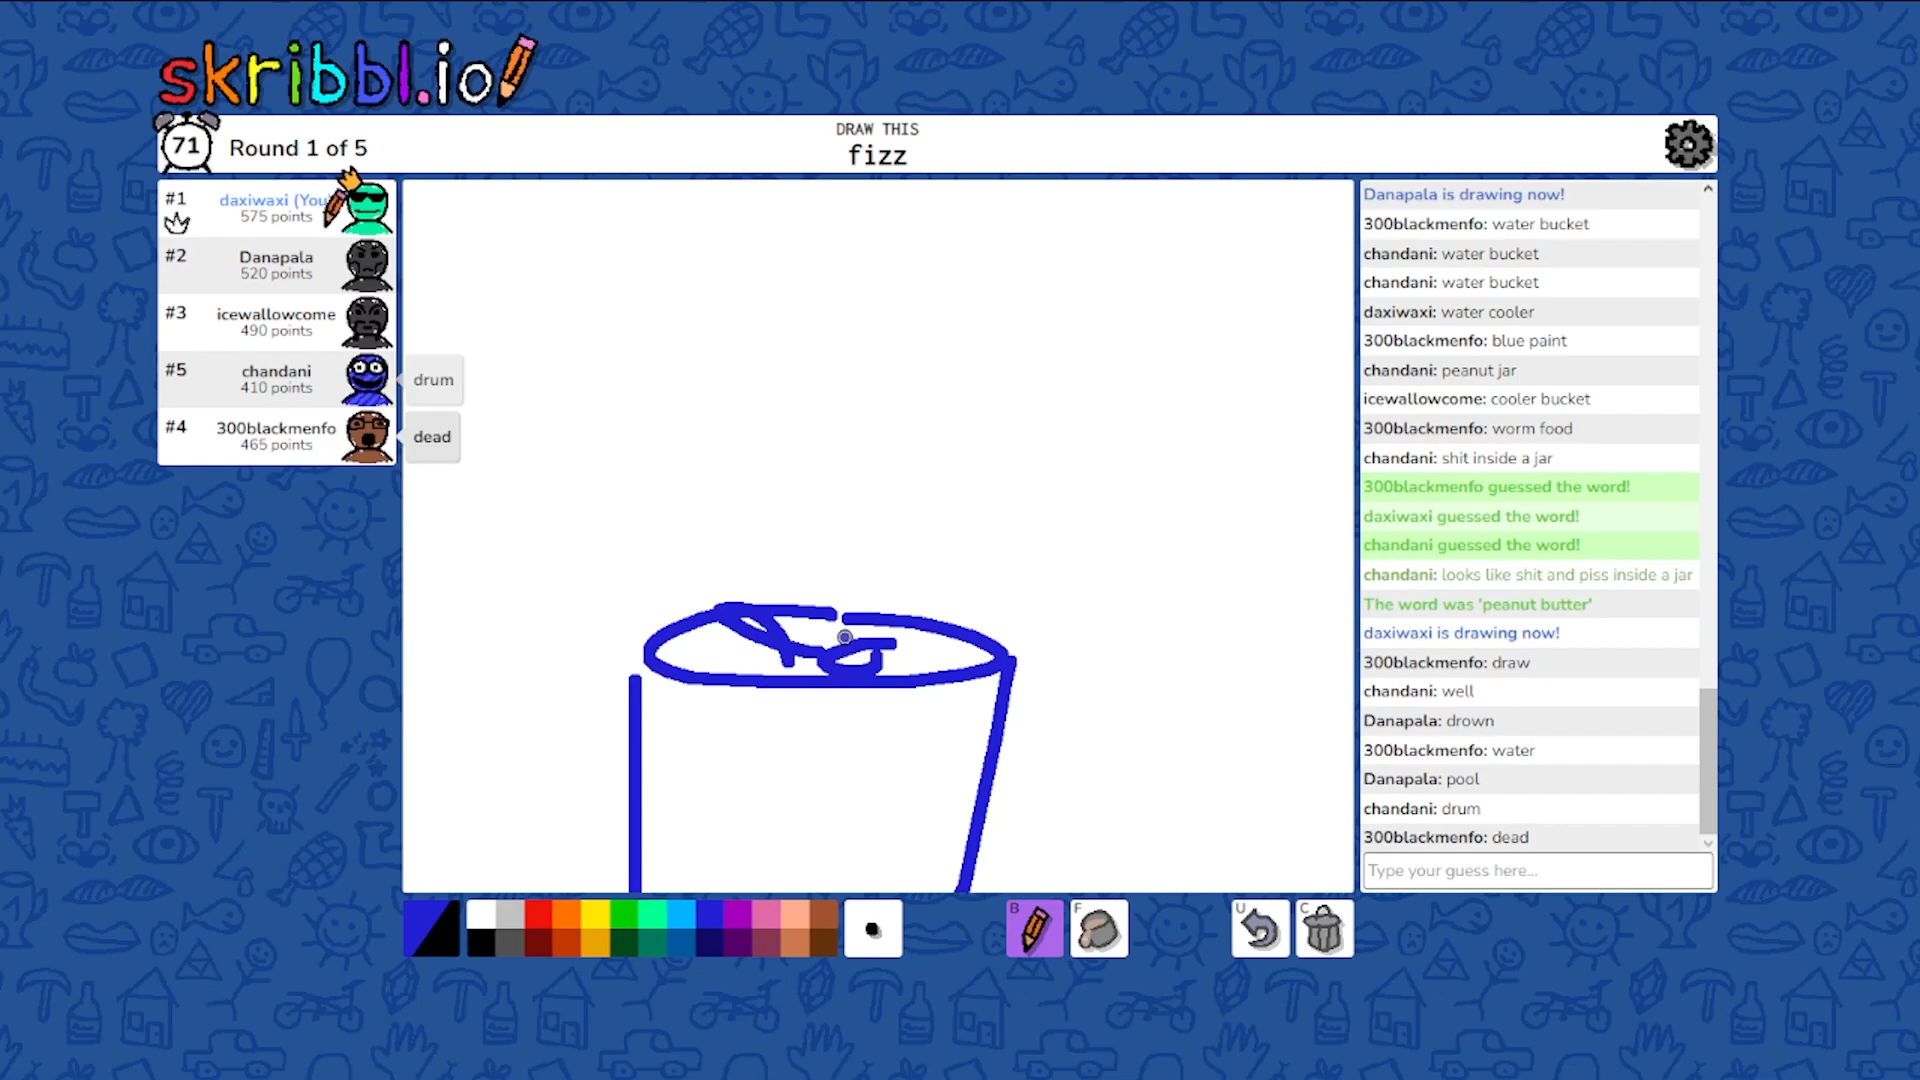 skribbl.io
71
Round 1 of 5
DRAW THIS
fizz
#1
daxiwaxi (You
575 points
#2
Danapala
520 points
#3
icewallowcome
490 points
#5
chandani
410 points
drum
#4
300blackmenfo
465 points
dead
Danapala is drawing now!
300blackmenfo: water bucket
chandani: water bucket
chandani: water bucket
daxiwaxi: water cooler
300blackmenfo: blue paint
chandani: peanut jar
icewallowcome: cooler bucket
300blackmenfo: worm food
chandani: shit inside a jar
300blackmenfo guessed the word!
daxiwaxi guessed the word!
chandani guessed the word!
chandani: looks like shit and piss inside a jar
The word was 'peanut butter'
daxiwaxi is drawing now!
300blackmenfo: draw
chandani: well
Danapala: drown
300blackmenfo: water
Danapala: pool
chandani: drum
300blackmenfo: dead
Type your guess here...
B
F
U
C